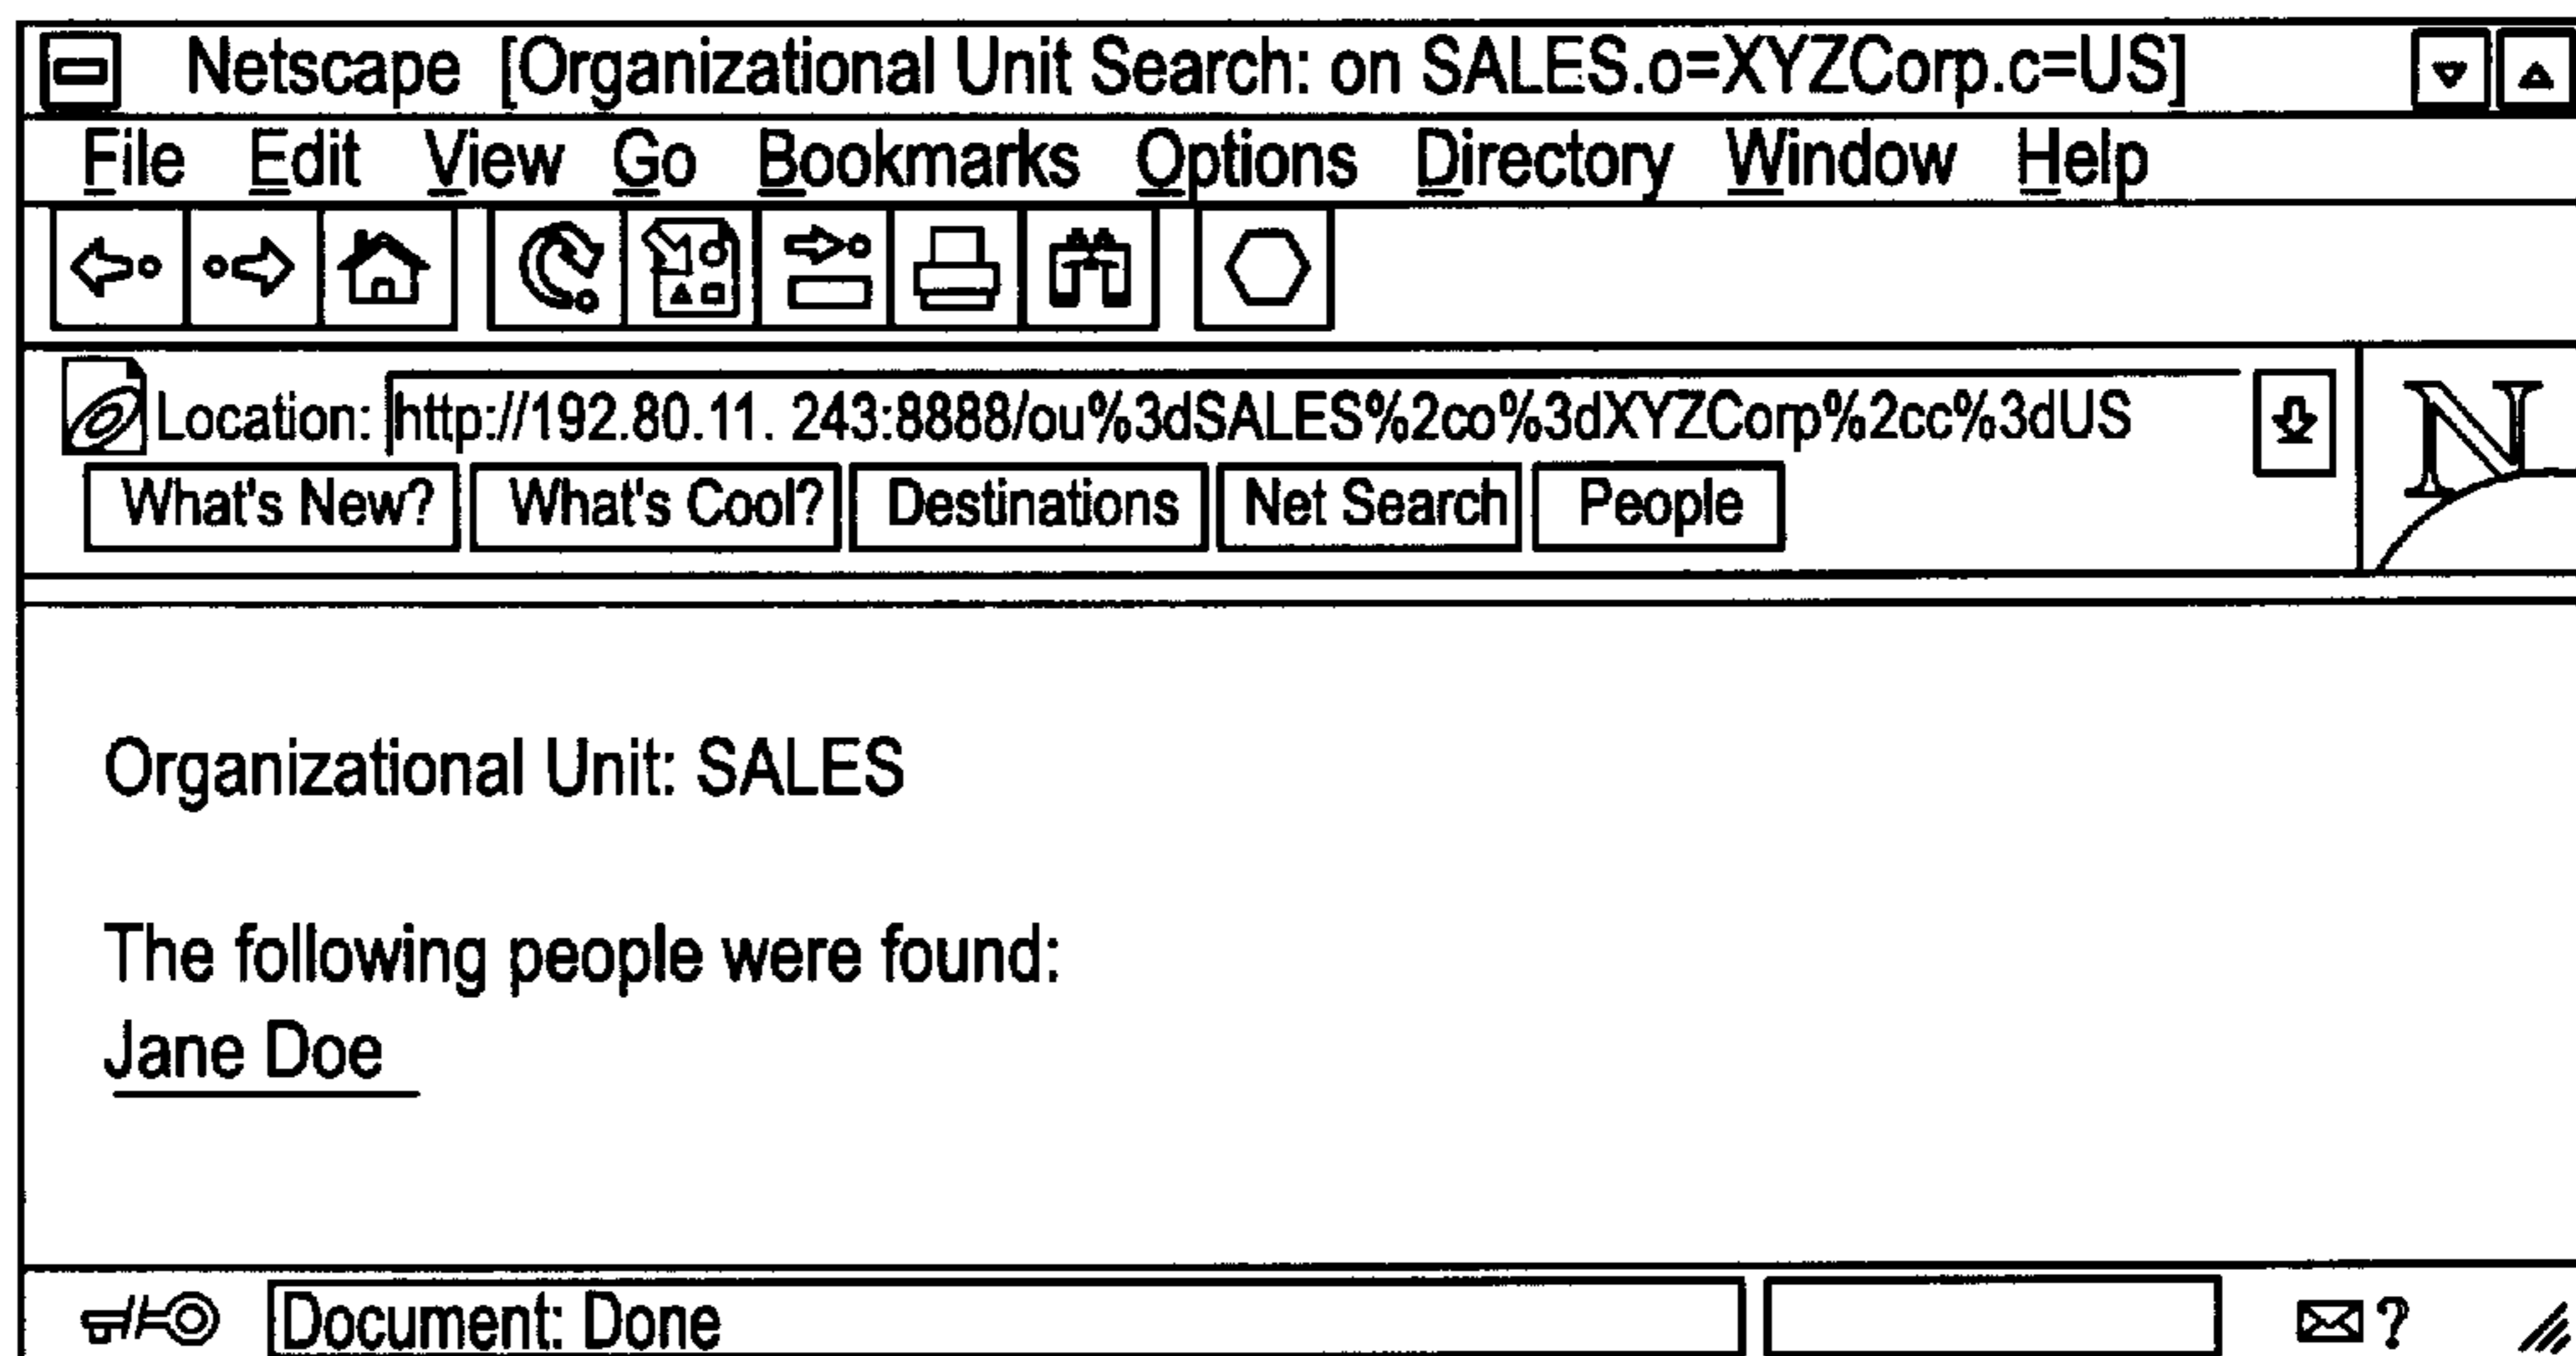 Netscape [Organizational Unit Search: on SALES.o=XYZCorp.c=US]
File Edit View Go Bookmarks Options Directory Window Help
Location: http://192.80.11. 243:8888/ou%3dSALES%2co%3dXYZCorp%2cc%3dUS
N
What's New? What's Cool? Destinations Net Search People
Organizational Unit: SALES
The following people were found:
Jane Doe
Document: Done
?